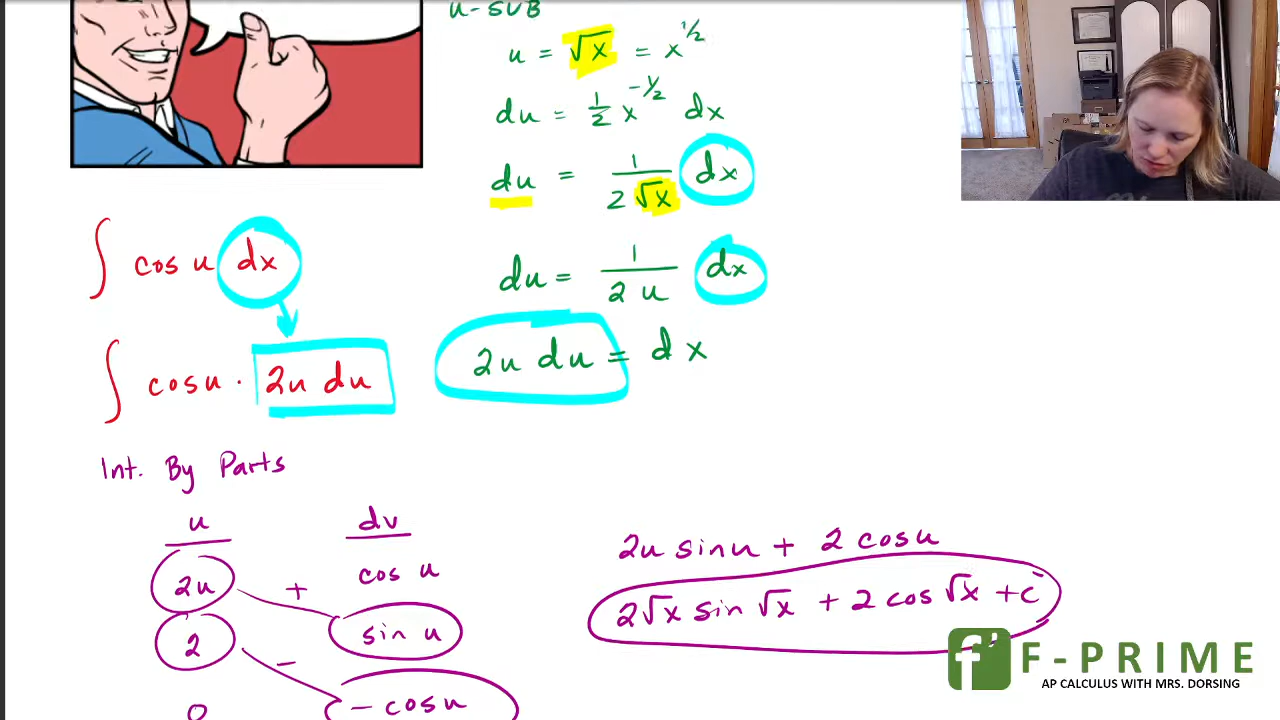 u-sub
u = √x = x^1/2
du = 1/2 x^-1/2 dx
du = 1/(2√x) dx
∫ cos u dx
du = 1/(2u) dx
2u du = dx
∫ cos u · 2u du
Int. By Parts
u dv
2u + cos u
2 − sin u
0 − cos u
2u sin u + 2 cos u
2√x sin √x + 2 cos √x + c
f' F-PRIME
AP CALCULUS WITH MRS. DORSING